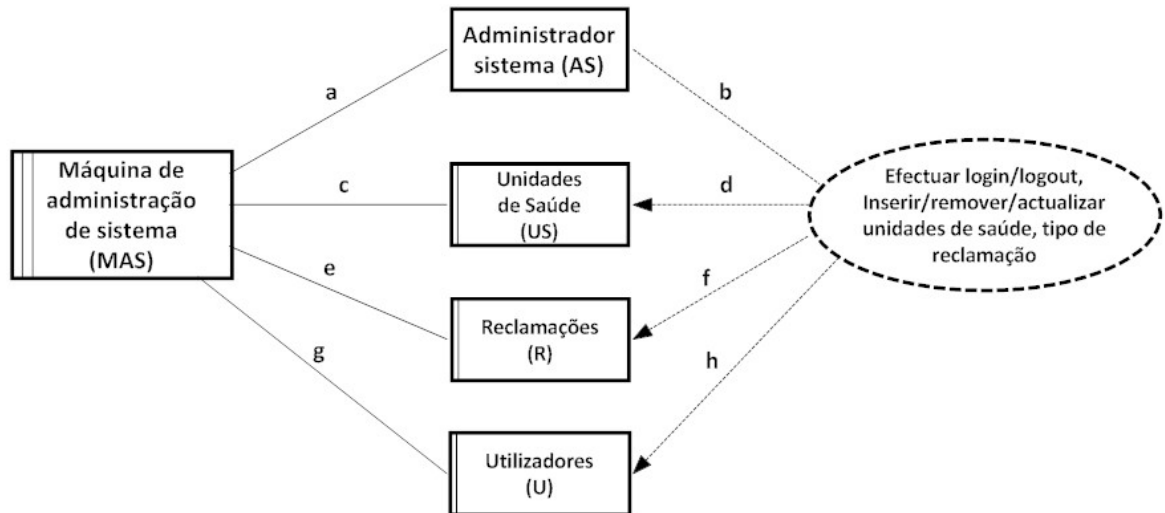 Administrador
sistema (AS)
a
b
Máquina de
administração
de sistema
(MAS)
c
Unidades
de Saúde
(US)
d
Efectuar login/logout,
Inserir/remover/actualizar
unidades de saúde, tipo de
reclamação
e
f
Reclamações
(R)
g
h
Utilizadores
(U)